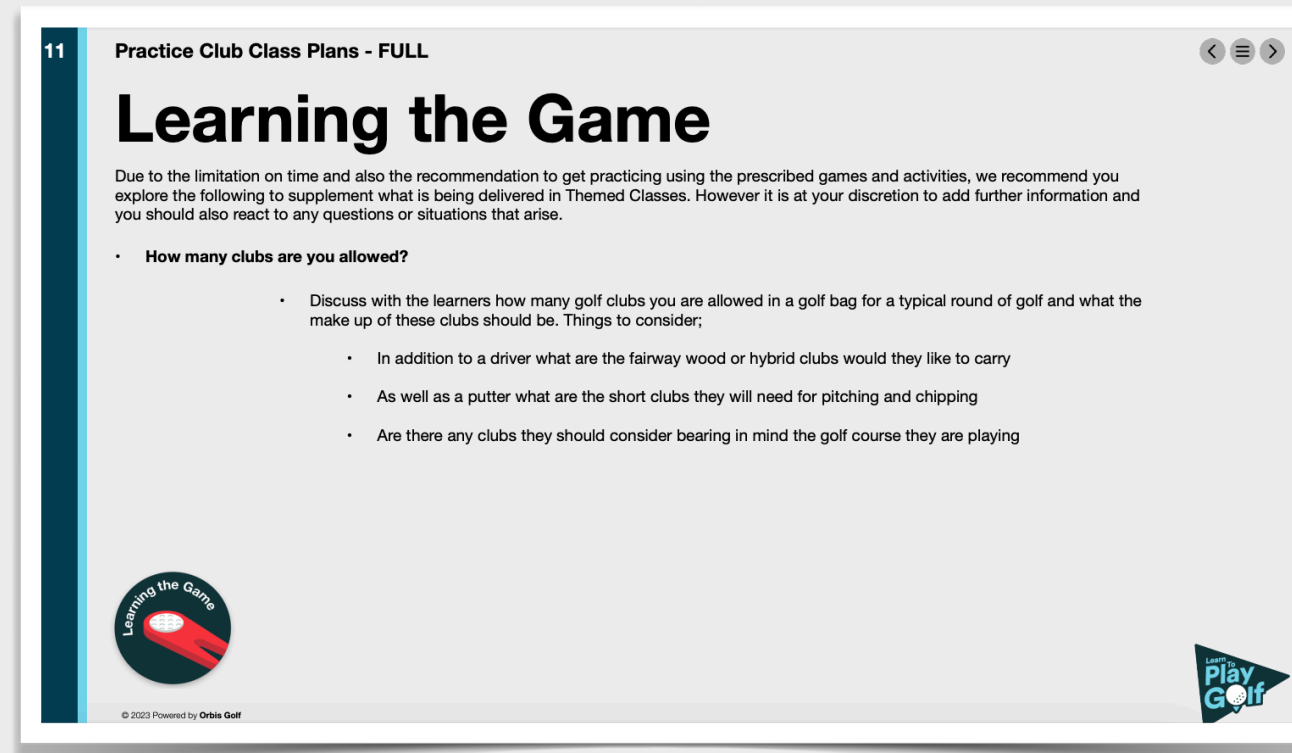 11
Practice Club Class Plans - FULL
Learning the Game
Due to the limitation on time and also the recommendation to get practicing using the prescribed games and activities, we recommend you
explore the following to supplement what is being delivered in Themed Classes. However it is at your discretion to add further information and
you should also react to any questions or situations that arise.
• How many clubs are you allowed?
• Discuss with the learners how many golf clubs you are allowed in a golf bag for a typical round of golf and what the
make up of these clubs should be. Things to consider;
• In addition to a driver what are the fairway wood or hybrid clubs would they like to carry
• As well as a putter what are the short clubs they will need for pitching and chipping
• Are there any clubs they should consider bearing in mind the golf course they are playing
Learning the Game
Learn To
Play
Golf
© 2023 Powered by Orbis Golf